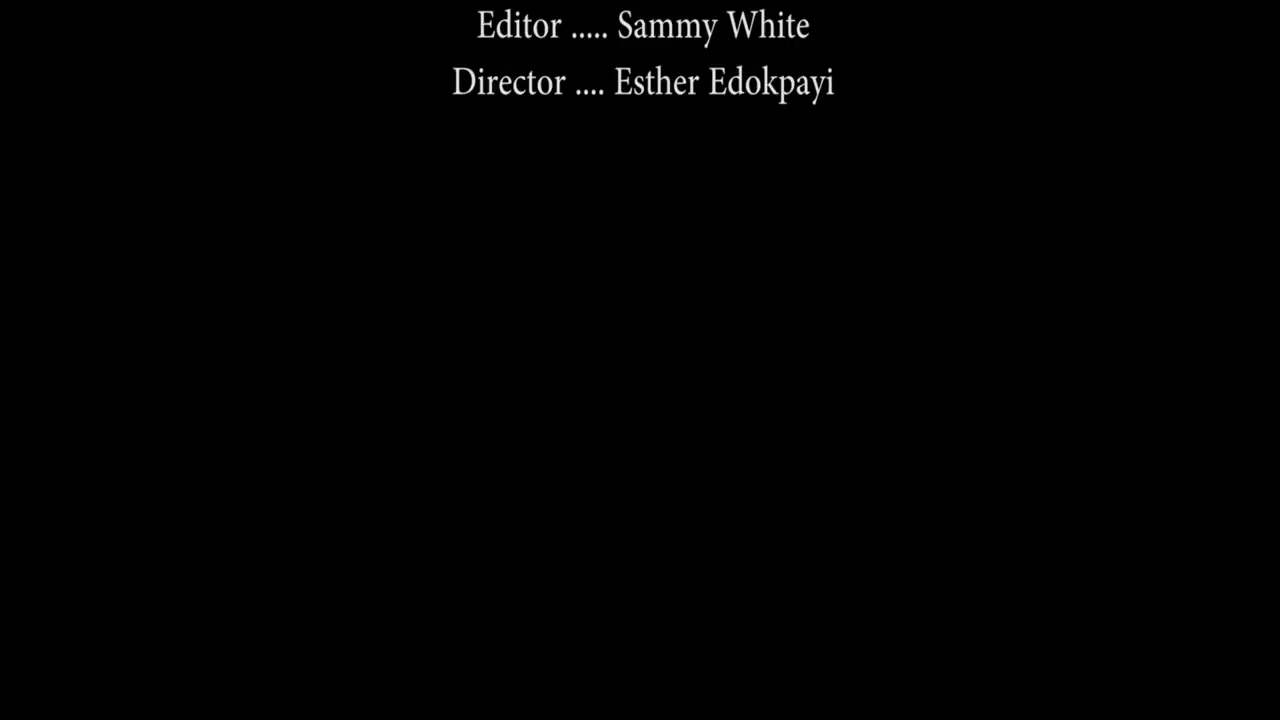 Editor ..... Sammy White
Director .... Esther Edokpayi